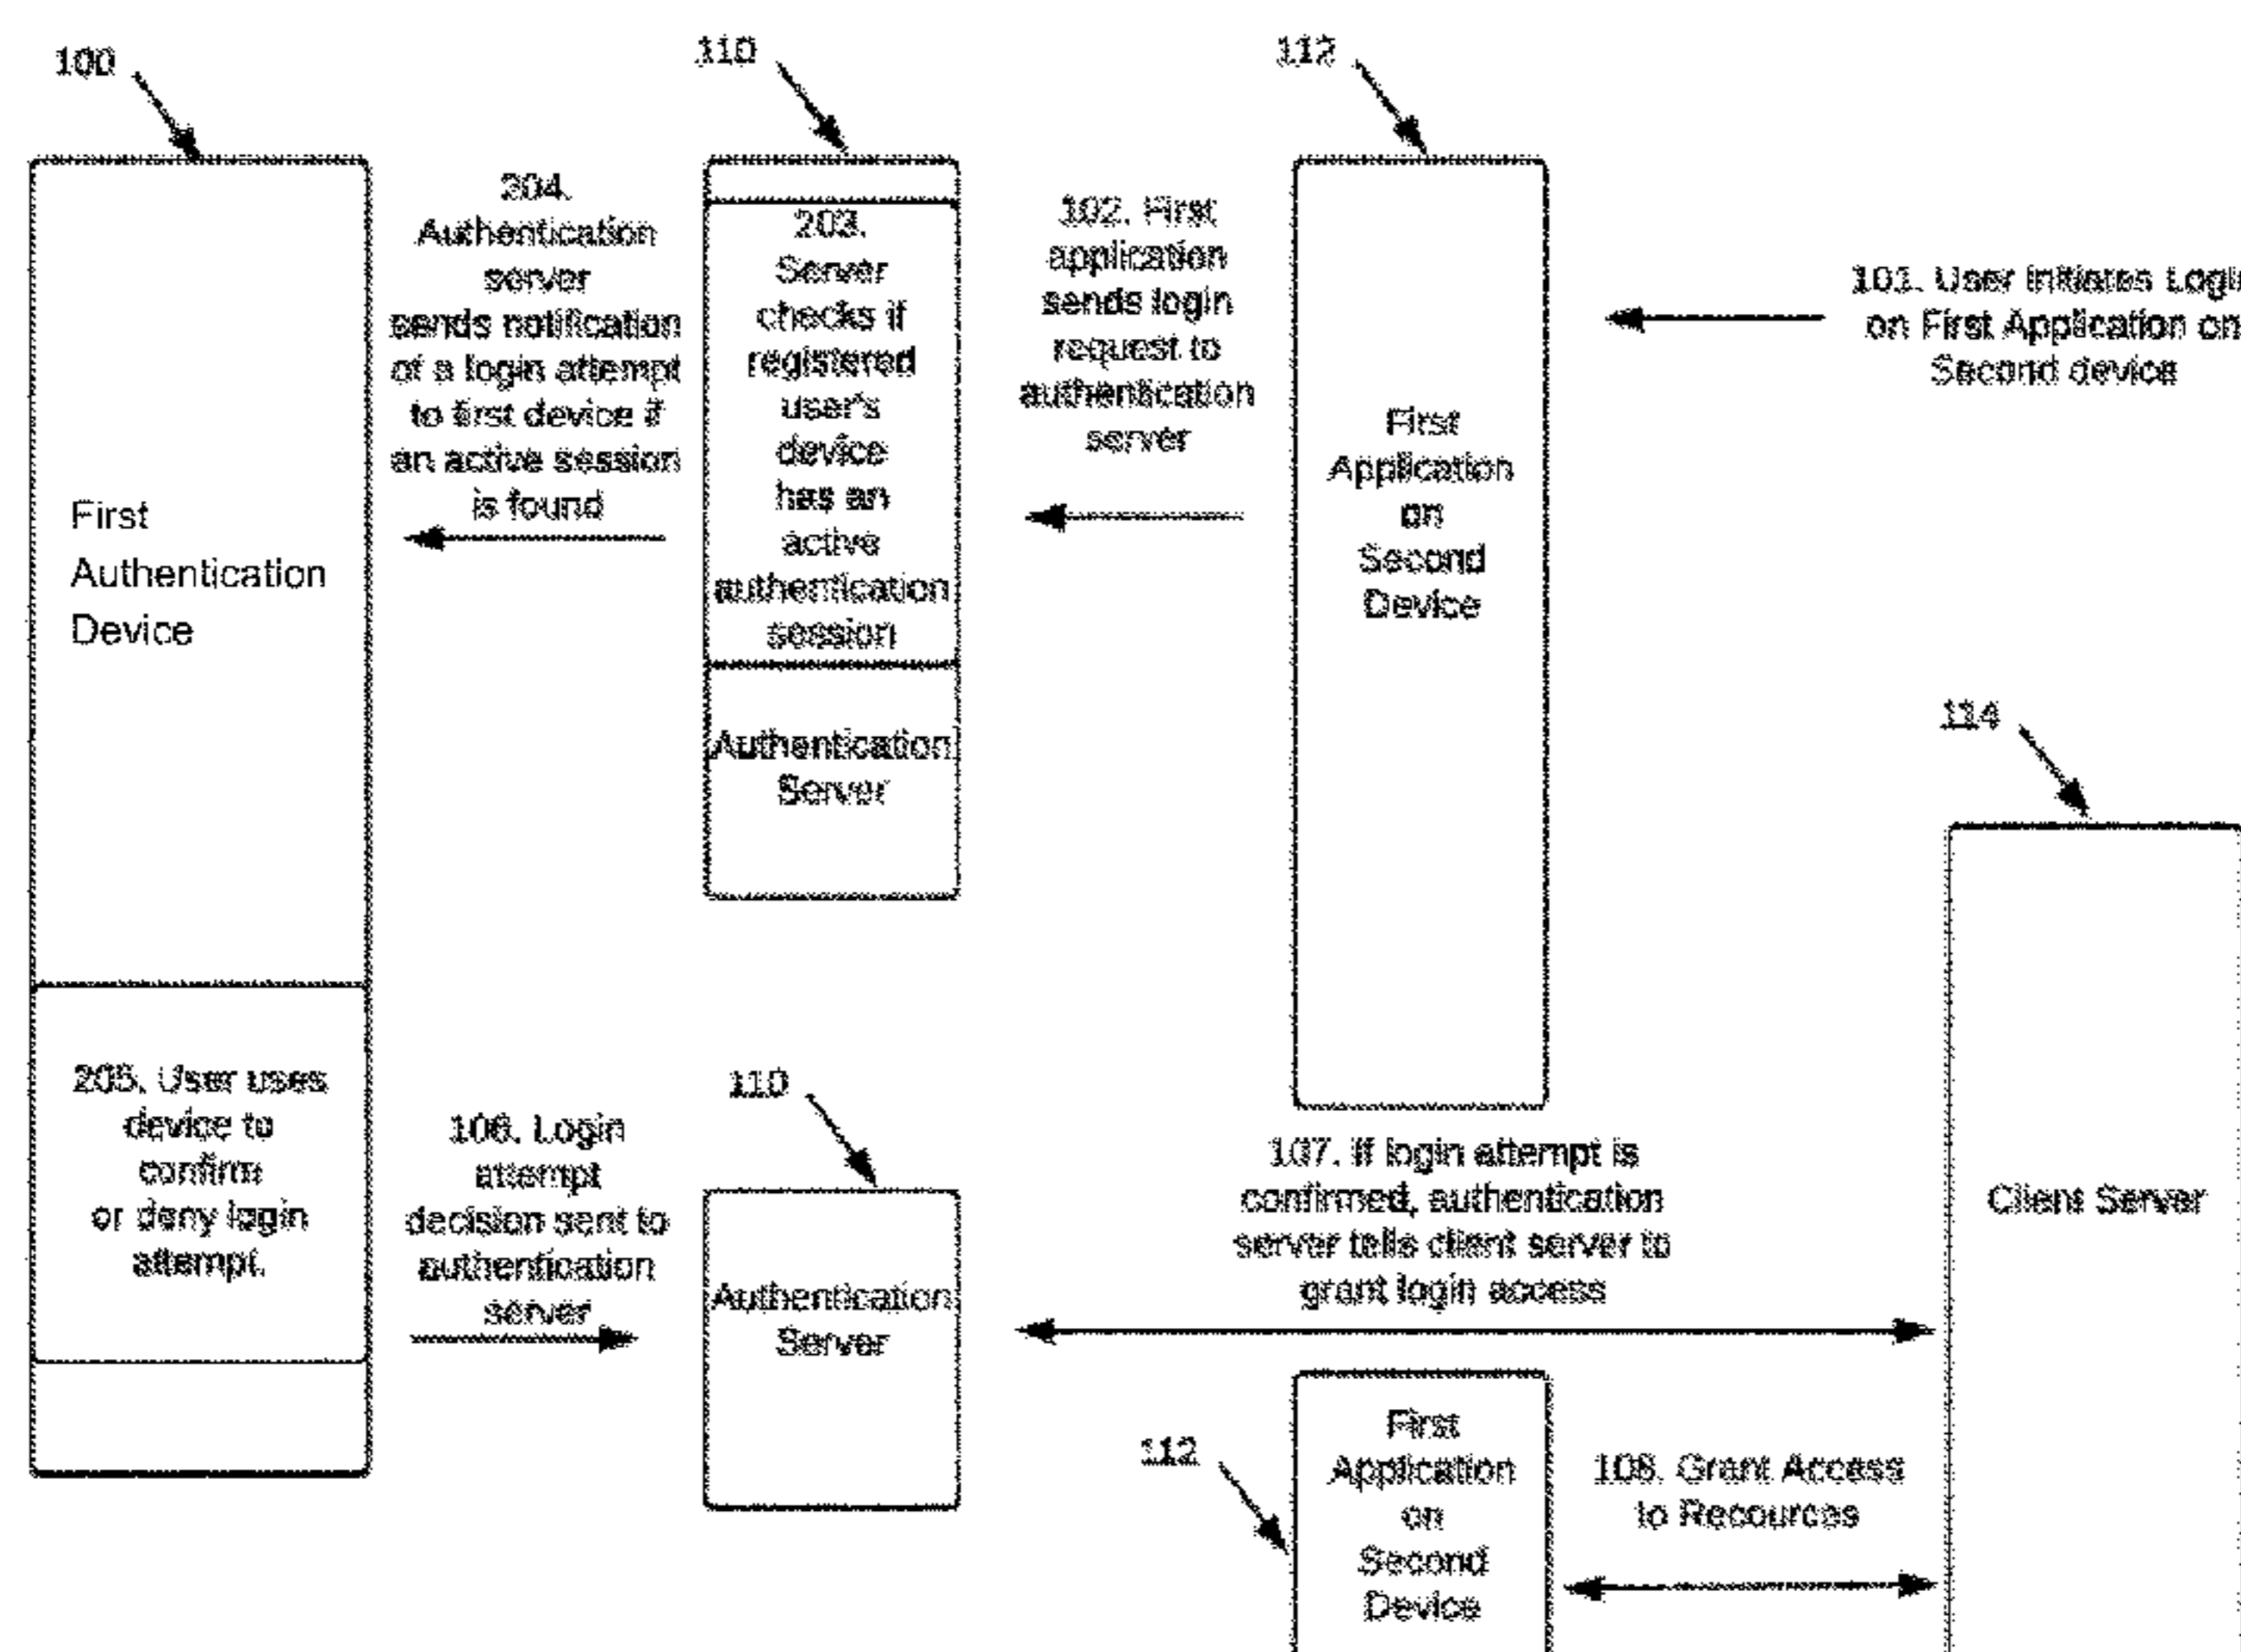 100
110
112
204.
Authentication
server
sends notification
of a login attempt
to first device if
an active session
is found
203.
Server
checks if
registered
user's
device
has an
active
authentication
session
Authentication
Server
102. First
application
sends login
request to
authentication
server
First
Application
on
Second
Device
101. User Initiates Logi
on First Application on
Second device
First
Authentication
Device
114
205. User uses
device to
confirm
or deny login
attempt.
106. Login
attempt
decision sent to
authentication
server
110
Authentication
Server
107. If login attempt is
confirmed, authentication
server tells client server to
grant login access
Client Server
112
First
Application
on
Second
Device
108. Grant Access
to Recources